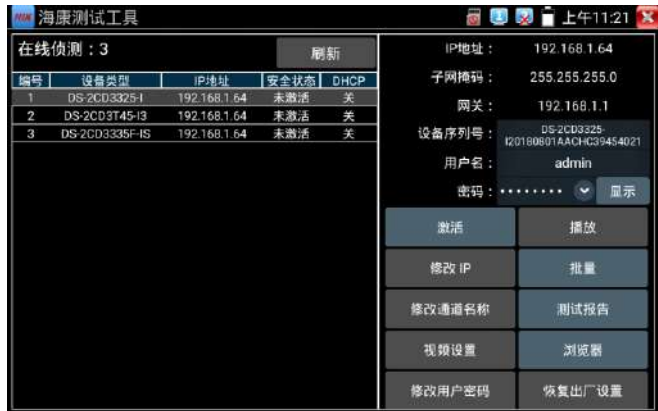 HIK 海康测试工具 上午11:21
在线侦测：3 刷新
编号 设备类型 IP地址 安全状态 DHCP
1 DS-2CD3325-I 192.168.1.64 未激活 关
2 DS-2CD3T45-I3 192.168.1.64 未激活 关
3 DS-2CD3335F-IS 192.168.1.64 未激活 关
IP地址： 192.168.1.64
子网掩码： 255.255.255.0
网关： 192.168.1.1
设备序列号： DS-2CD3325-
I20180801AACHC39454021
用户名： admin
密码： •••••••• 显示
激活 播放
修改 IP 批量
修改通道名称 测试报告
视频设置 浏览器
修改用户密码 恢复出厂设置